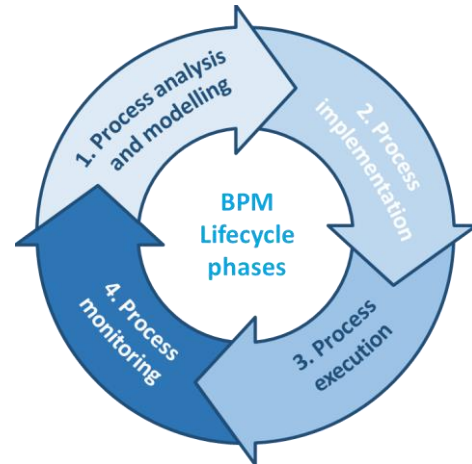 1. Process analysis
and modelling
2. Process
implementation
BPM
Lifecycle
phases
3. Process
execution
4. Process
monitoring